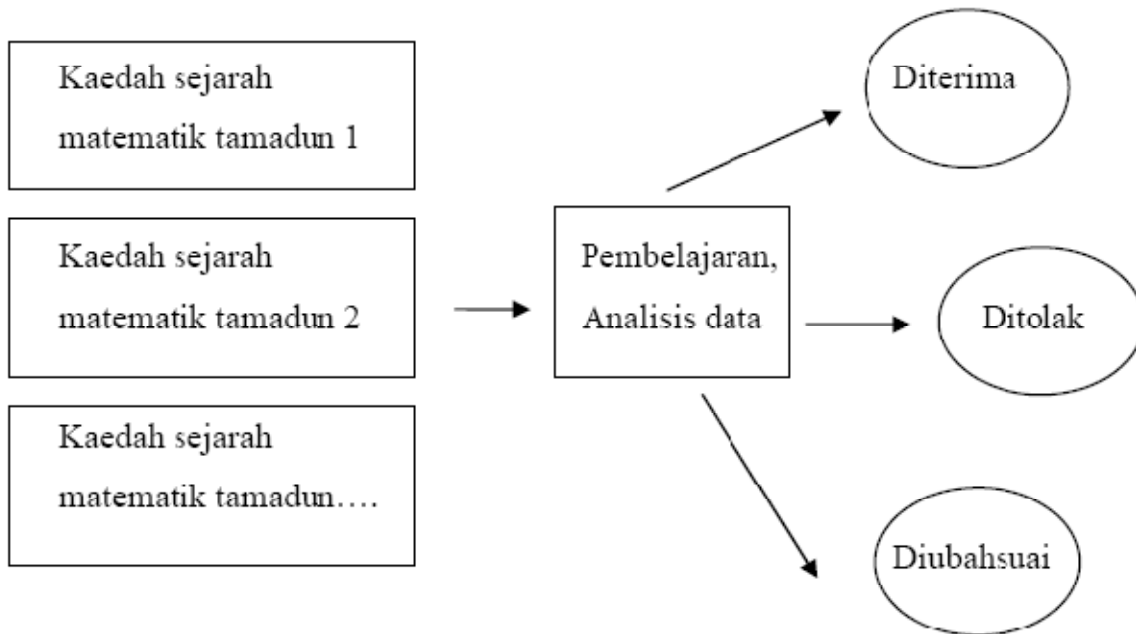 Kaedah sejarah
matematik tamadun 1
Kaedah sejarah
matematik tamadun 2
Kaedah sejarah
matematik tamadun….
Pembelajaran,
Analisis data
Diterima
Ditolak
Diubahsuai